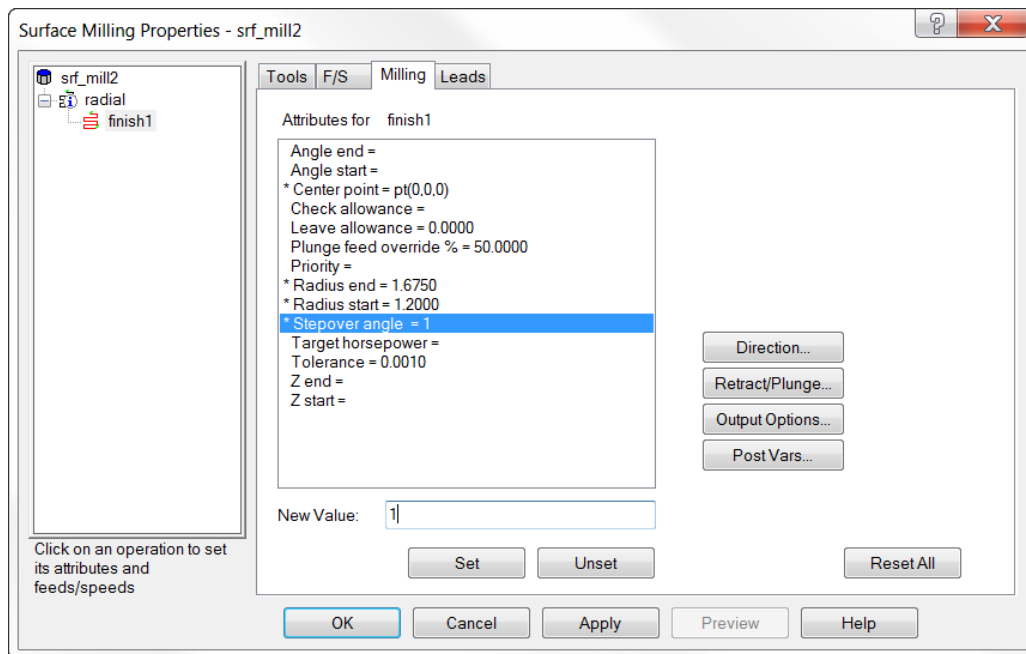 Surface Milling Properties - srf_mill2
srf_mill2
radial
finish1
Click on an operation to set
its attributes and
feeds/speeds
Tools F/S Milling Leads
Attributes for finish1
Angle end =
Angle start =
* Center point = pt(0,0,0)
Check allowance =
Leave allowance = 0.0000
Plunge feed override % = 50.0000
Priority =
* Radius end = 1.6750
* Radius start = 1.2000
* Stepover angle = 1
Target horsepower =
Tolerance = 0.0010
Z end =
Z start =
Direction...
Retract/Plunge...
Output Options...
Post Vars...
New Value: 1
Set Unset Reset All
OK Cancel Apply Preview Help